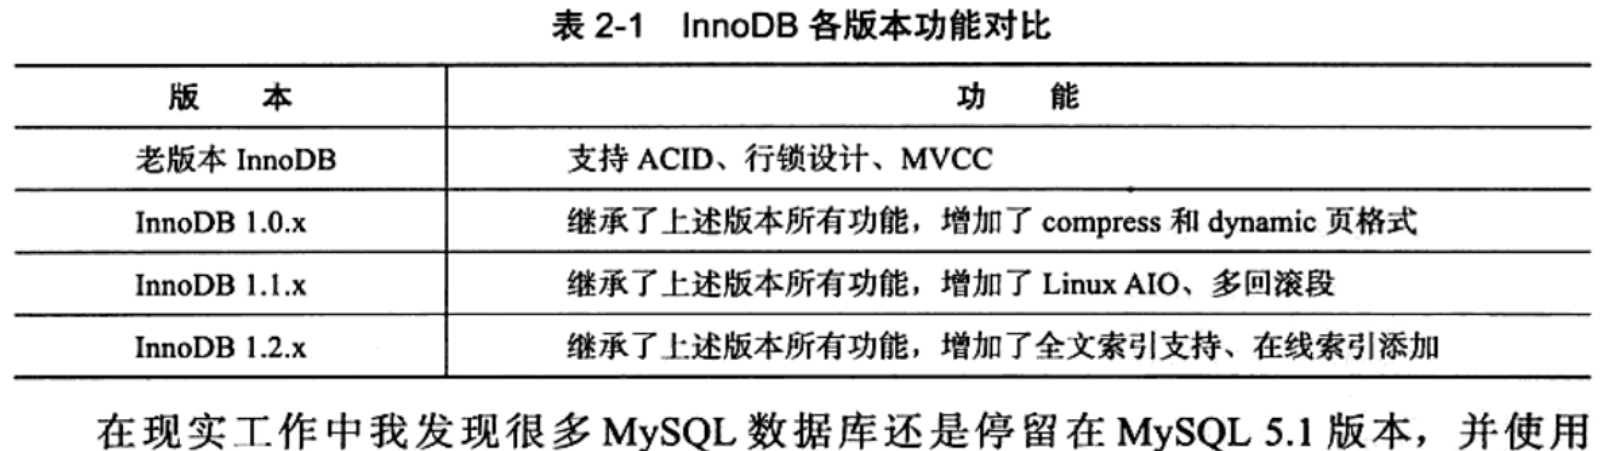 表 2-1 InnoDB 各版本功能对比
版 本 功 能
老版本 InnoDB 支持 ACID、行锁设计、MVCC
InnoDB 1.0.x 继承了上述版本所有功能，增加了 compress 和 dynamic 页格式
InnoDB 1.1.x 继承了上述版本所有功能，增加了 Linux AIO、多回滚段
InnoDB 1.2.x 继承了上述版本所有功能，增加了全文索引支持、在线索引添加
在现实工作中我发现很多 MySQL 数据库还是停留在 MySQL 5.1 版本，并使用